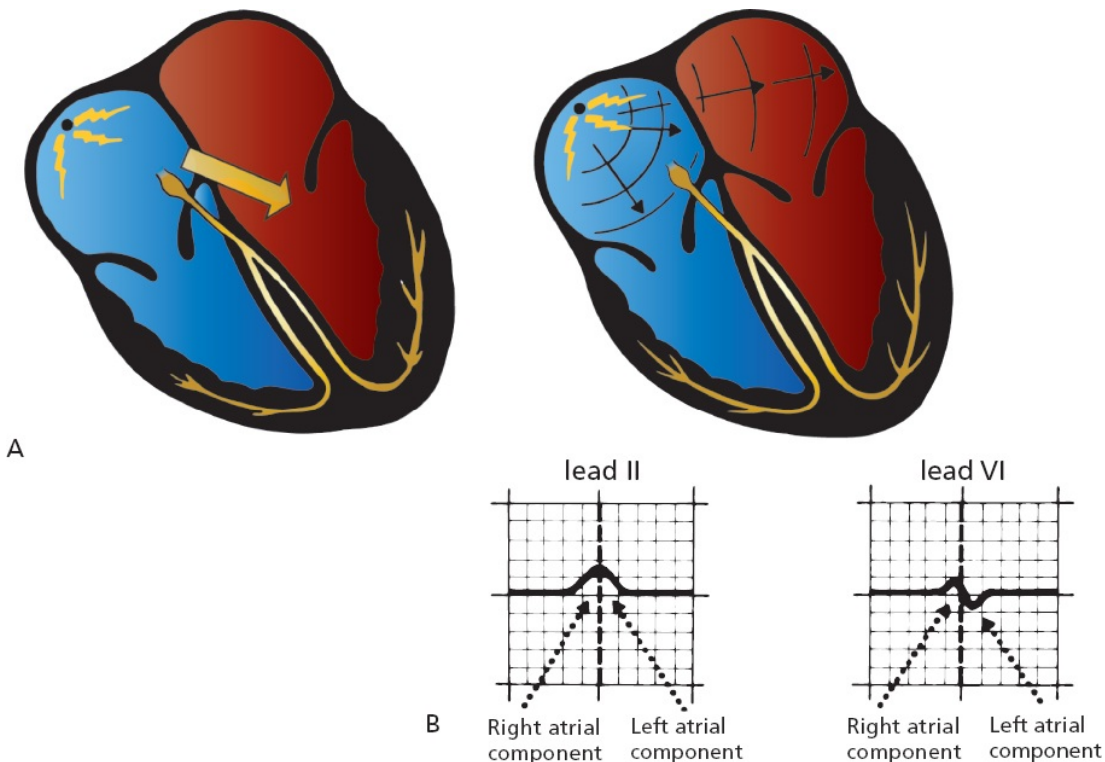 A
lead II
lead VI
B
Right atrial
component
Left atrial
component
Right atrial
component
Left atrial
component